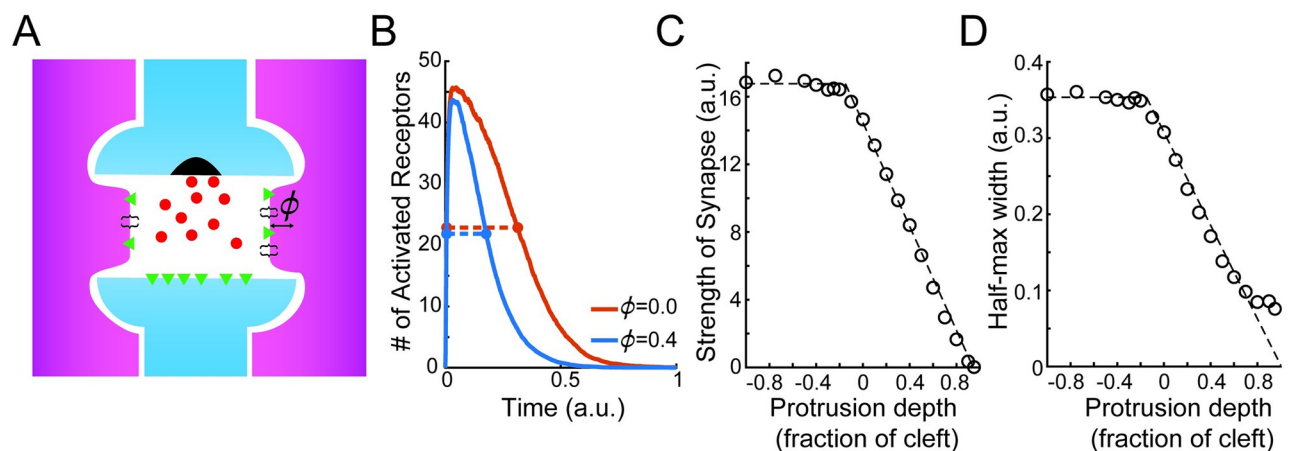 A
B
C
D
ϕ
# of Activated Receptors
50
40
30
20
10
0
ϕ=0.0
ϕ=0.4
0
0.5
1
Time (a.u.)
Strength of Synapse (a.u.)
16
12
8
4
0
-0.8
-0.4
0
0.4
0.8
Protrusion depth
(fraction of cleft)
Half-max width (a.u.)
0.4
0.3
0.2
0.1
0
-0.8
-0.4
0
0.4
0.8
Protrusion depth
(fraction of cleft)